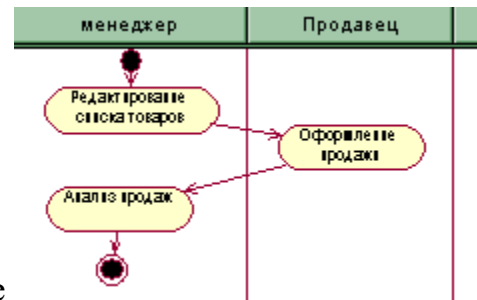 менеджер
Продавец
Редактирование
списка товаров
Оформление
продажи
Анализ продаж
е